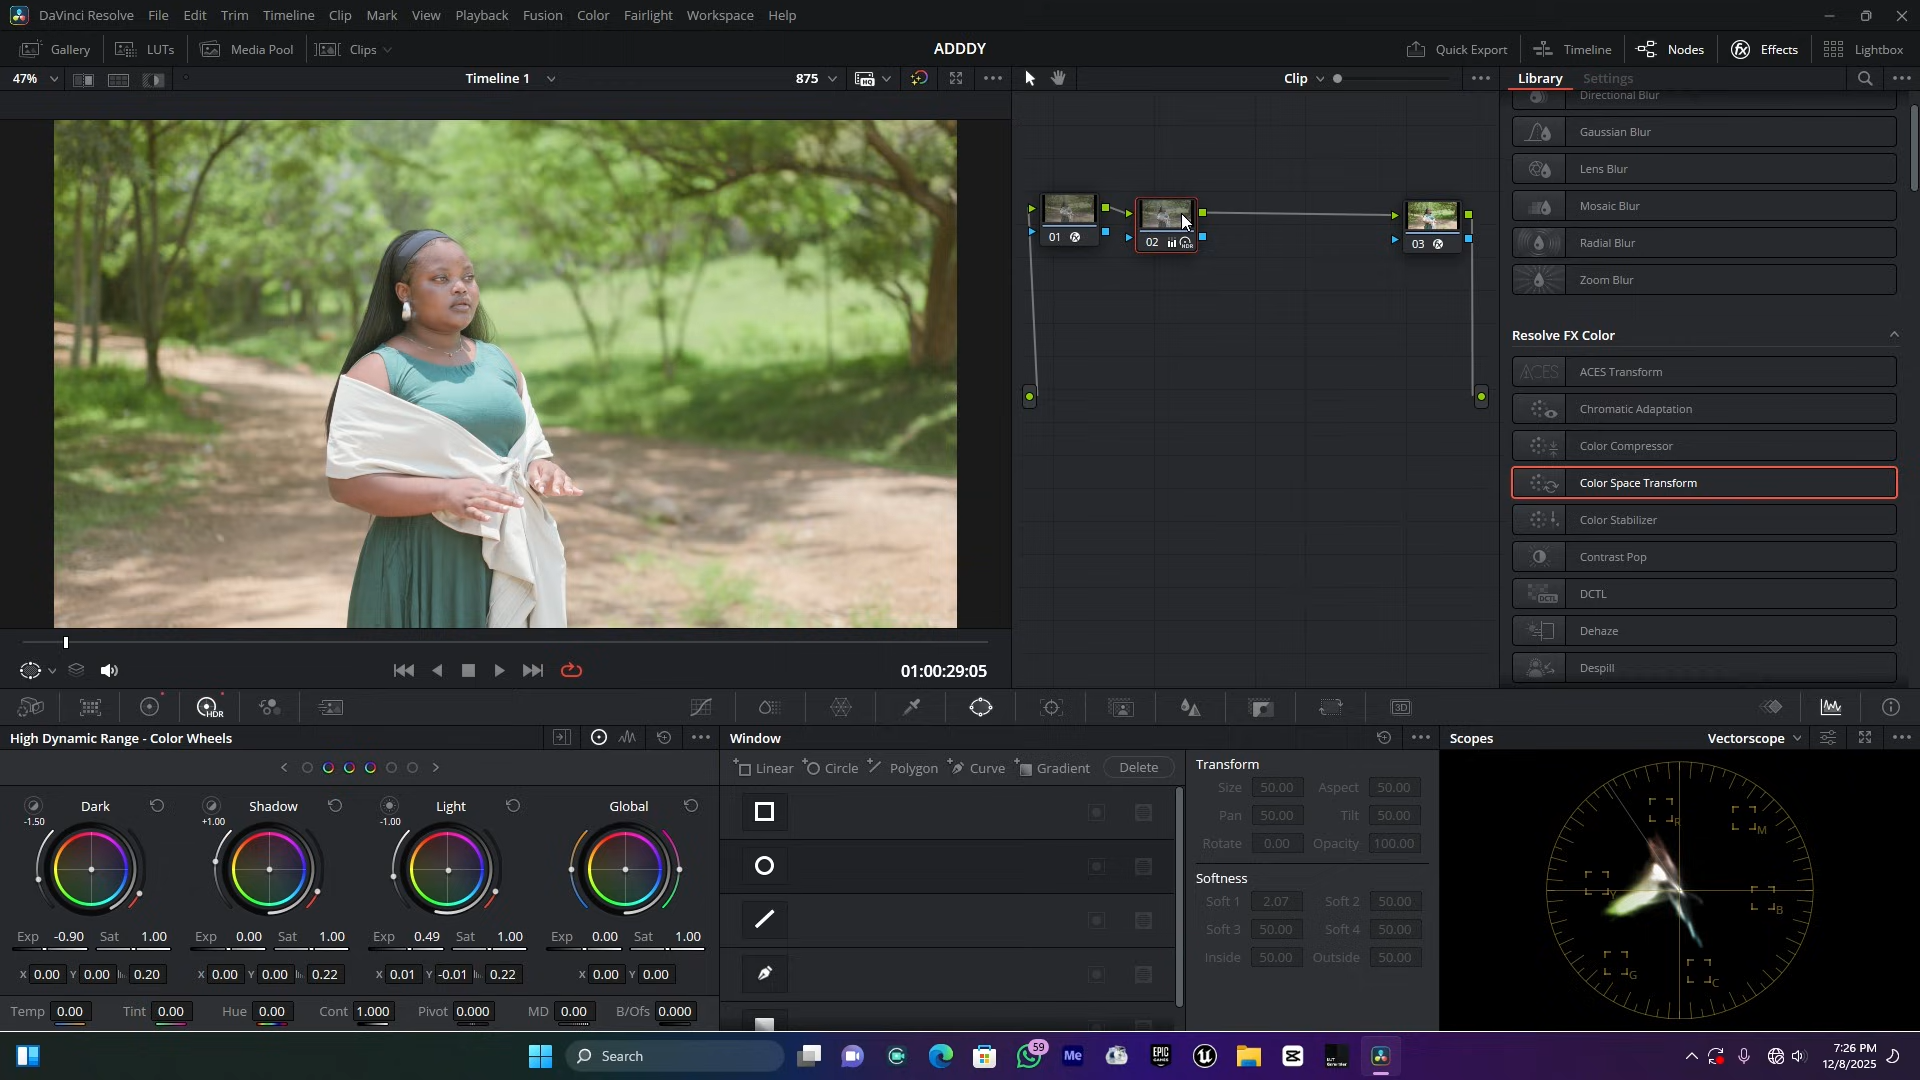 DaVinci Resolve File Edit Trim Timeline Clip Mark View Playback Fusion Color Fairlight Workspace Help
Gallery LUTs Media Pool Clips ADDDY Quick Export Timeline Nodes Effects Lightbox
47% Timeline 1 875 Clip Library Settings
Directional Blur
Gaussian Blur
Lens Blur
Mosaic Blur
Radial Blur
Zoom Blur
01 02 HDR 03
Resolve FX Color
ACES ACES Transform
Chromatic Adaptation
Color Compressor
Color Space Transform
Color Stabilizer
Contrast Pop
DCTL DCTL
Dehaze
Despill
01:00:29:05
HDR 3D
High Dynamic Range - Color Wheels Window Scopes Vectorscope
Linear Circle Polygon Curve Gradient Delete
Dark Shadow Light Global
-1.50 +1.00 -1.00
Exp -0.90 Sat 1.00 Exp 0.00 Sat 1.00 Exp 0.49 Sat 1.00 Exp 0.00 Sat 1.00
X 0.00 Y 0.00 0.20 X 0.00 Y 0.00 0.22 X 0.01 Y -0.01 0.22 X 0.00 Y 0.00
Temp 0.00 Tint 0.00 Hue 0.00 Cont 1.000 Pivot 0.000 MD 0.00 B/Ofs 0.000
Transform
Size 50.00 Aspect 50.00
Pan 50.00 Tilt 50.00
Rotate 0.00 Opacity 100.00
Softness
Soft 1 2.07 Soft 2 50.00
Soft 3 50.00 Soft 4 50.00
Inside 50.00 Outside 50.00
R M
Y B
G C
Search 59 Me EPIC GAMES 7:26 PM
12/8/2025